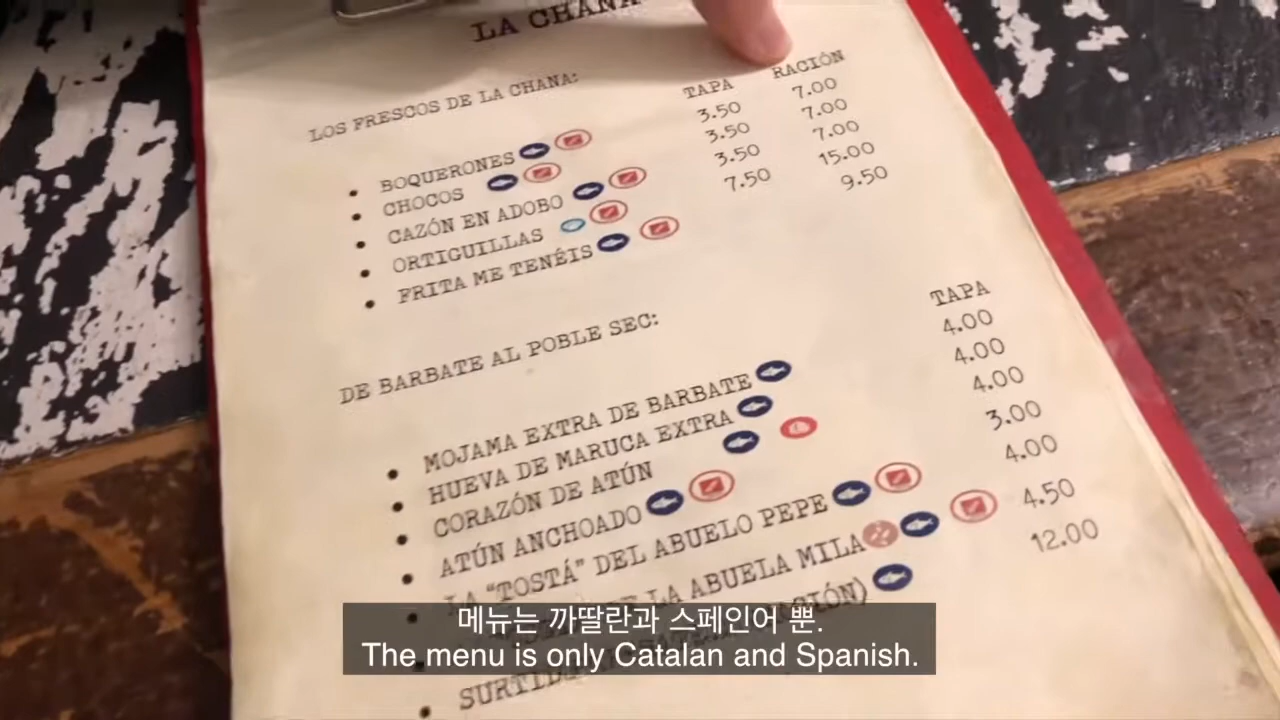 LA CHANA
LOS FRESCOS DE LA CHANA:
TAPA RACIÓN
BOQUERONES 3.50 7.00
CHOCOS 3.50 7.00
CAZÓN EN ADOBO 3.50 7.00
ORTIGUILLAS 7.50 15.00
FRITA ME TENÉIS 9.50
DE BARBATE AL POBLE SEC:
TAPA
MOJAMA EXTRA DE BARBATE 4.00
HUEVA DE MARUCA EXTRA 4.00
CORAZÓN DE ATÚN 4.00
ATÚN ANCHOADO 3.00
LA "TOSTÁ" DEL ABUELO PEPE 4.00
DE LA ABUELA MILA 4.50
12.00
메뉴는 까딸란과 스페인어 뿐.
The menu is only Catalan and Spanish.